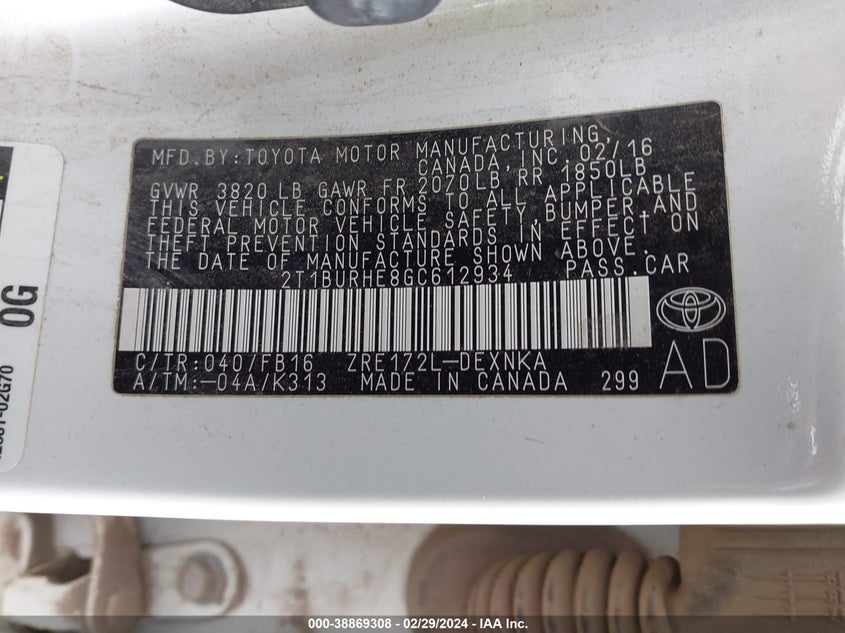 MFD. BY: TOYOTA MOTOR MANUFACTURING,
CANADA, INC. 02/16
GVWR 3820 LB GAWR FR 2070LB, RR 1850LB
THIS VEHICLE CONFORMS TO ALL APPLICABLE
FEDERAL MOTOR VEHICLE SAFETY, BUMPER AND
THEFT PREVENTION STANDARDS IN EFFECT ON
THE DATE OF MANUFACTURE SHOWN ABOVE.
2T1BURHE8GC612934 PASS.CAR
C/TR:040/FB16 ZRE172L-DEXNKA
A/TM:-04A/K313 MADE IN CANADA 299
AD
0G
-02G70
000-38869308 - 02/29/2024 - IAA Inc.